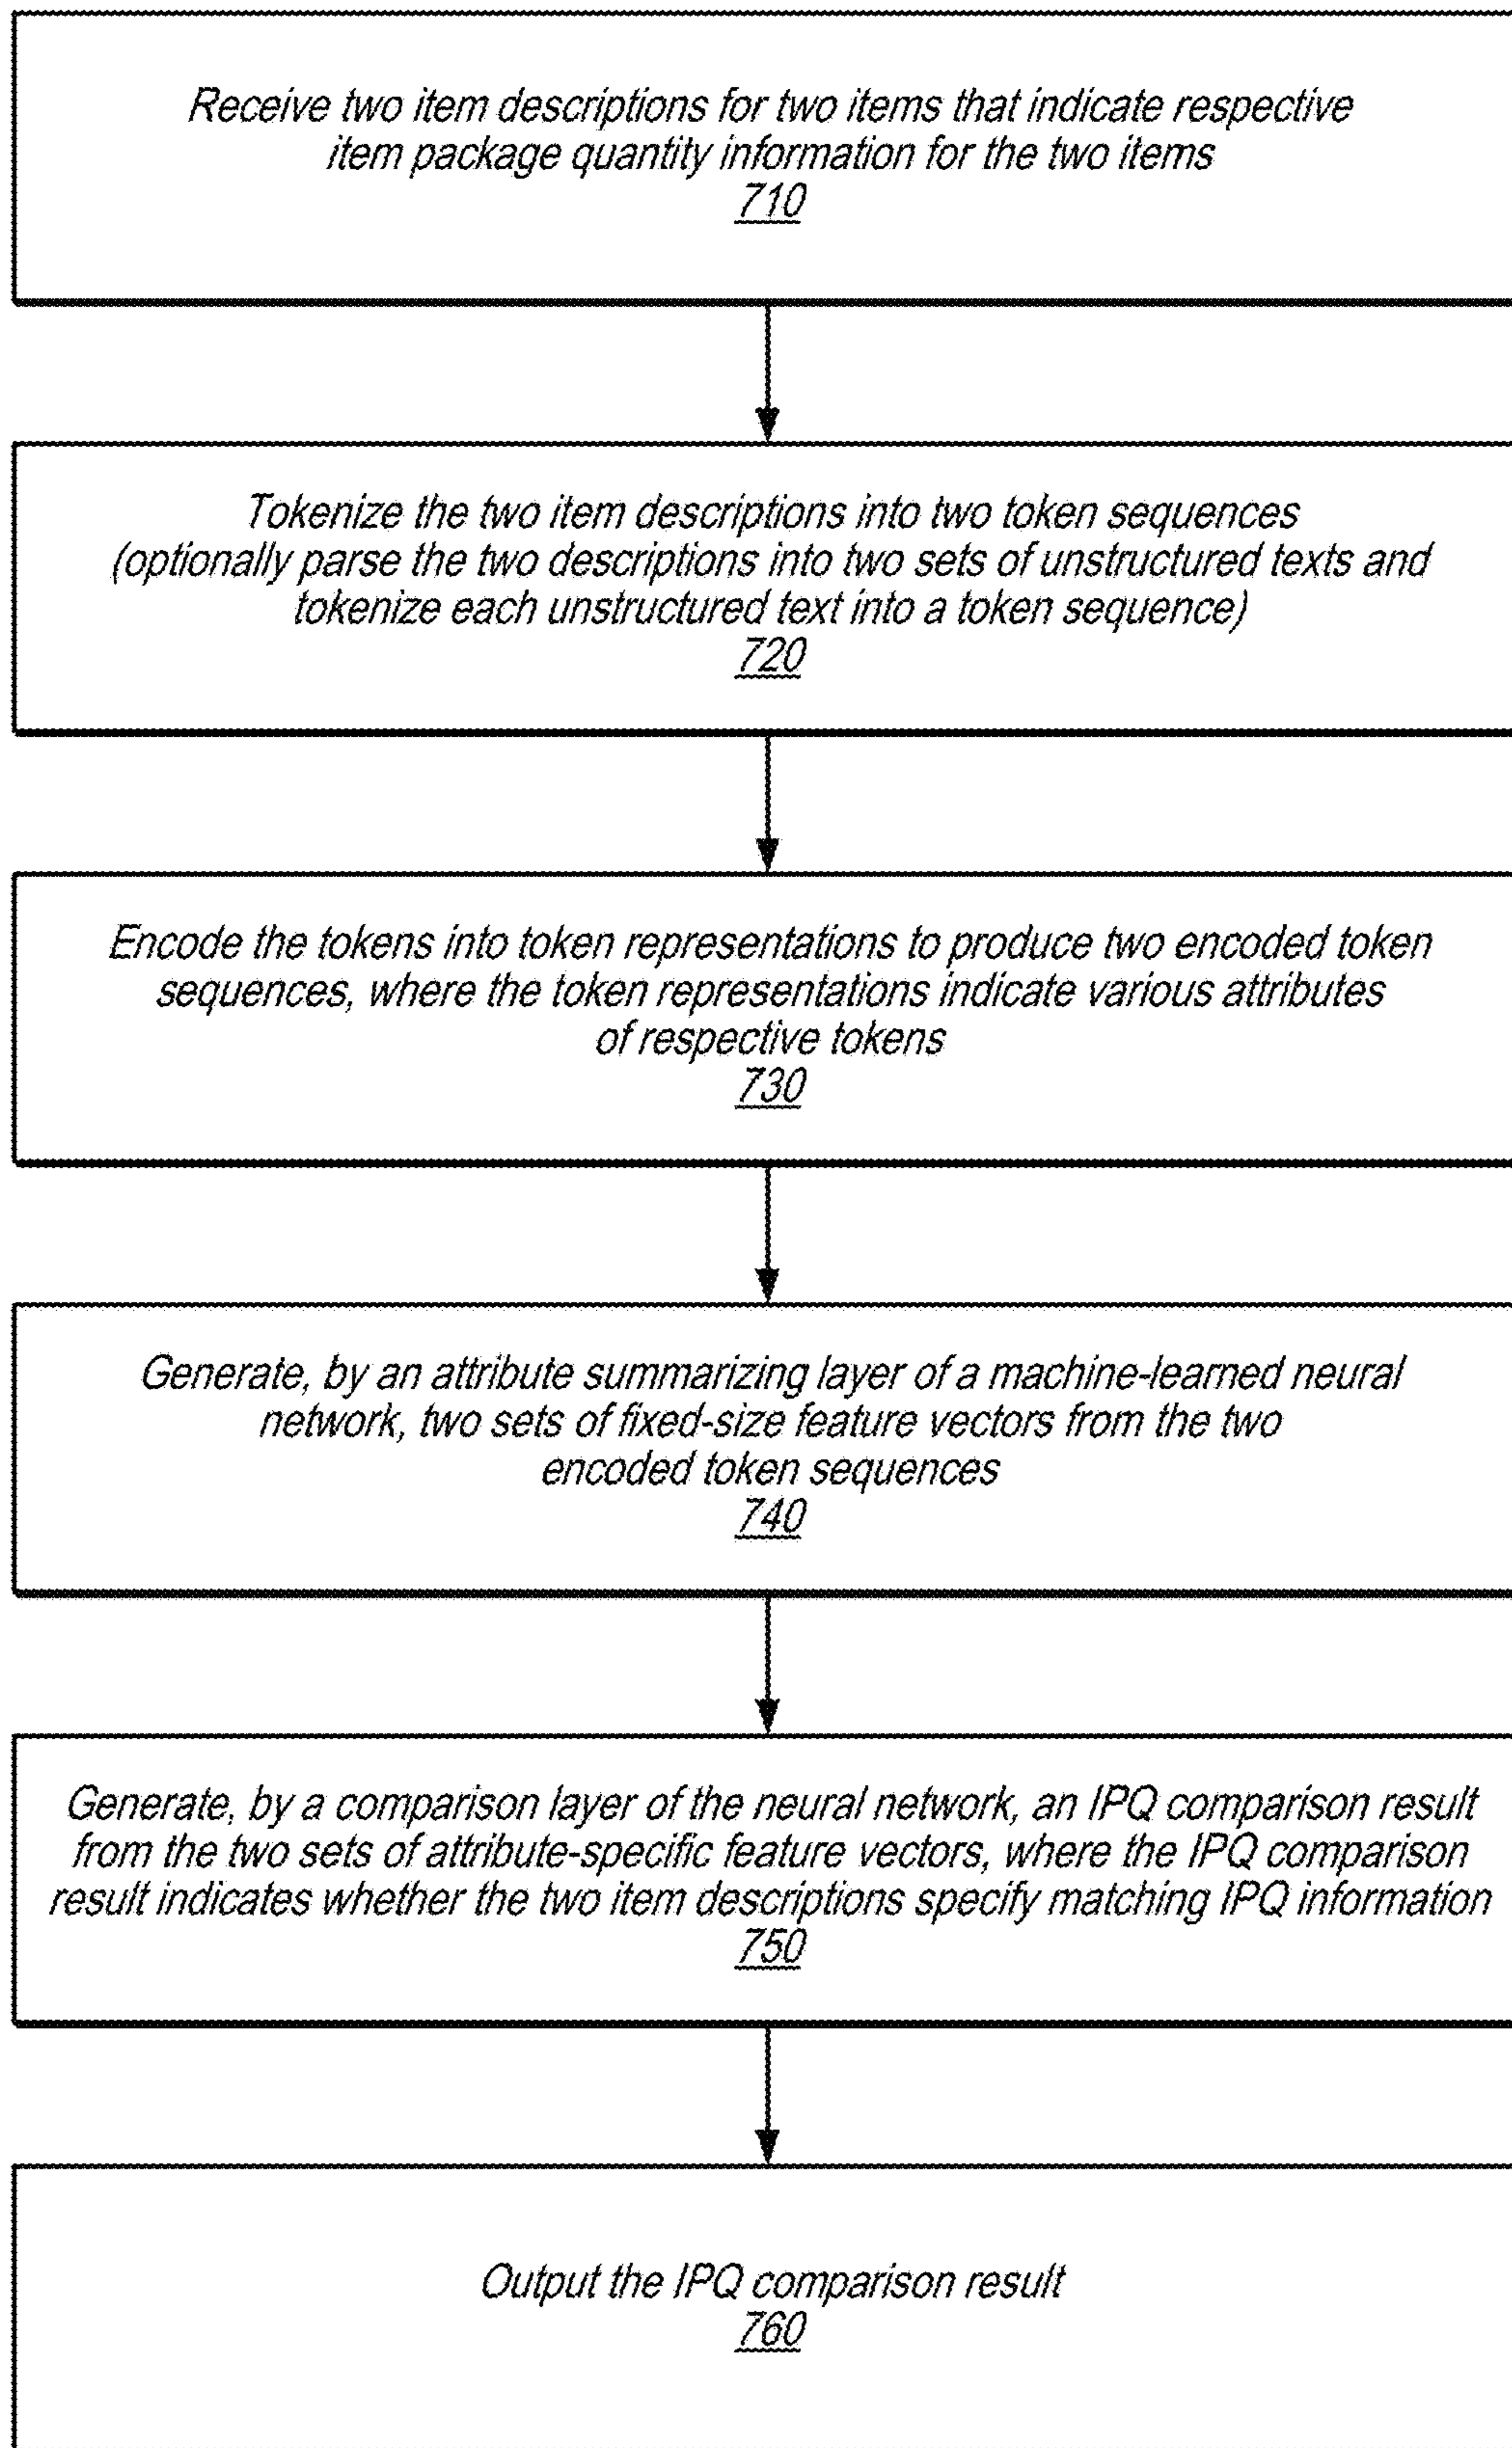 Receive two item descriptions for two items that indicate respective
item package quantity information for the two items
710
Tokenize the two item descriptions into two token sequences
(optionally parse the two descriptions into two sets of unstructured texts and
tokenize each unstructured text into a token sequence)
720
Encode the tokens into token representations to produce two encoded token
sequences, where the token representations indicate various attributes
of respective tokens
730
Generate, by an attribute summarizing layer of a machine-learned neural
network, two sets of fixed-size feature vectors from the two
encoded token sequences
740
Generate, by a comparison layer of the neural network, an IPQ comparison result
from the two sets of attribute-specific feature vectors, where the IPQ comparison
result indicates whether the two item descriptions specify matching IPQ information
750
Output the IPQ comparison result
760